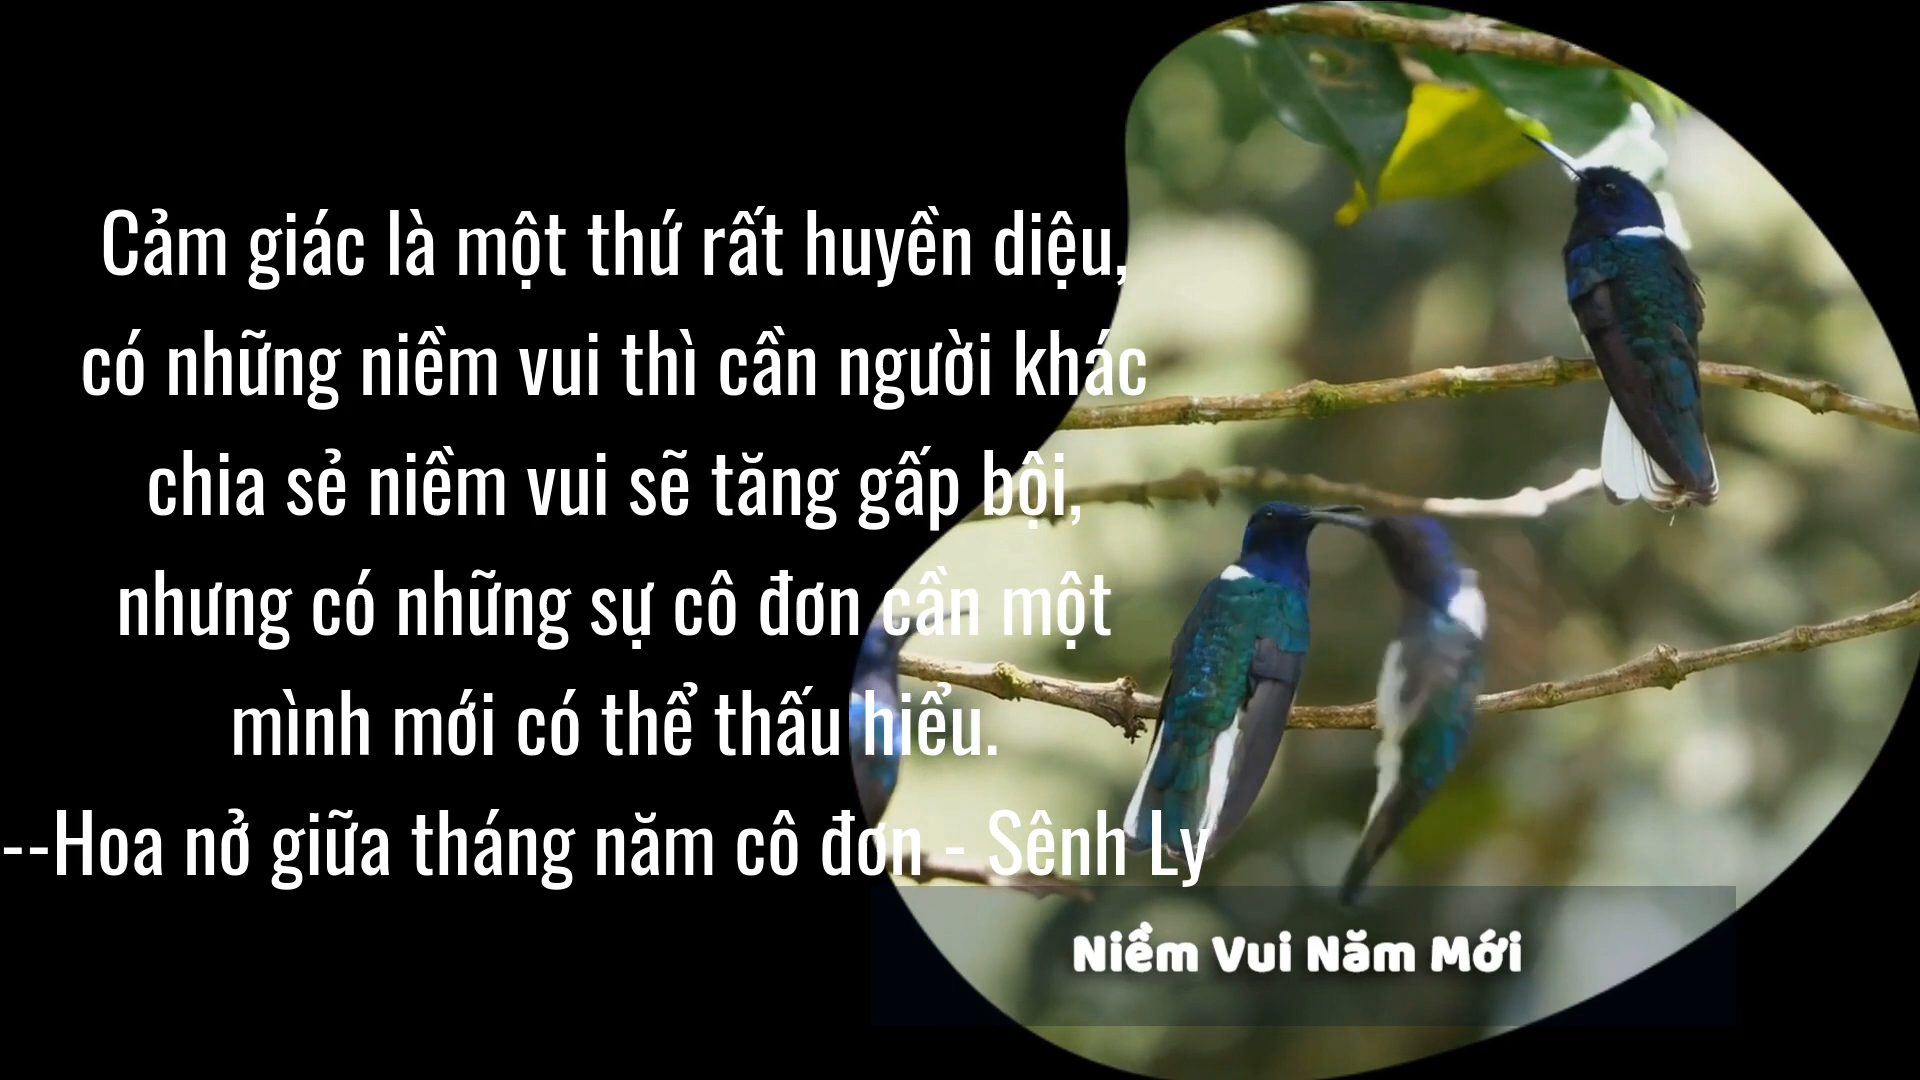 Cảm giác là một thứ rất huyền diệu,
có những niềm vui thì cần người khác
chia sẻ niềm vui sẽ tăng gấp bội,
nhưng có những sự cô đơn cần một
mình mới có thể thấu hiểu.
--Hoa nở giữa tháng năm cô đơn - Sênh Ly
Niềm Vui Năm Mới